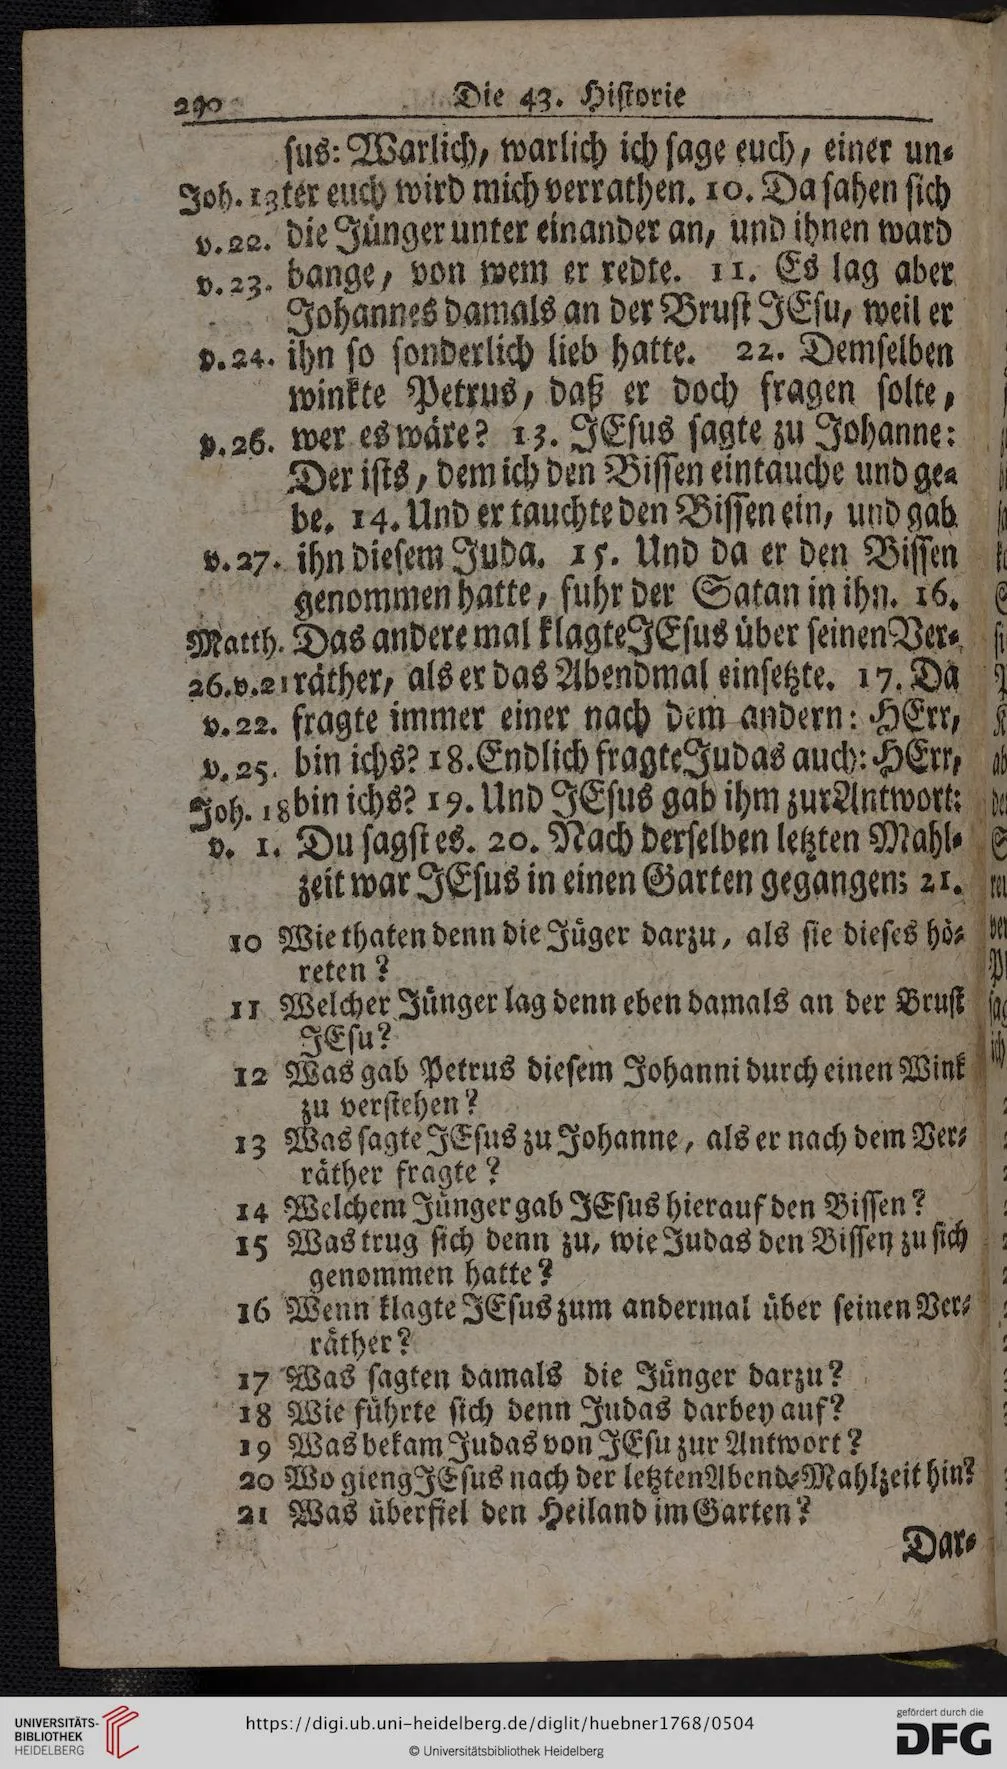 290 Die 43. Historie
sus: Warlich, warlich ich sage euch, einer un-
Joh. 13 ter euch wird mich verrathen. 10. Da sahen sich
v. 22. die Jünger unter einander an, und ihnen ward
v. 23. bange, von wem er redte. 11. Es lag aber
Johannes damals an der Brust JEsu, weil er
v. 24. ihn so sonderlich lieb hatte. 22. Demselben
winkte Petrus, daß er doch fragen solte,
v. 26. wer es wäre? 13. JEsus sagte zu Johanne:
Der ists, dem ich den Bissen eintauche und ge-
be. 14. Und er tauchte den Bissen ein, und gab
v. 27. ihn diesem Juda. 15. Und da er den Bissen
genommen hatte, fuhr der Satan in ihn. 16.
Matth. Das andere mal klagte JEsus über seinen Ver-
26. v. 21 räther, als er das Abendmal einsetzte. 17. Da
v. 22. fragte immer einer nach dem andern: HErr,
v. 25. bin ichs? 18. Endlich fragte Judas auch: HErr,
Joh. 18 bin ichs? 19. Und JEsus gab ihm zur Antwort:
v. 1. Du sagst es. 20. Nach derselben letzten Mahl-
zeit war JEsus in einen Garten gegangen; 21.
10 Wie thaten denn die Jüger darzu, als sie dieses hö-
reten?
11 Welcher Jünger lag denn eben damals an der Brust
JEsu?
12 Was gab Petrus diesem Johanni durch einen Wink
zu verstehen?
13 Was sagte JEsus zu Johanne, als er nach dem Ver-
räther fragte?
14 Welchem Jünger gab JEsus hierauf den Bissen?
15 Was trug sich denn zu, wie Judas den Bissen zu sich
genommen hatte?
16 Wenn klagte JEsus zum andermal über seinen Ver-
räther?
17 Was sagten damals die Jünger darzu?
18 Wie führte sich denn Judas darbey auf?
19 Was bekam Judas von JEsu zur Antwort?
20 Wo gieng JEsus nach der letzten Abend-Mahlzeit hin?
21 Was überfiel den Heiland im Garten?
Dar-
UNIVERSITÄTS-
BIBLIOTHEK
HEIDELBERG
https://digi.ub.uni-heidelberg.de/diglit/huebner1768/0504
© Universitätsbibliothek Heidelberg
gefördert durch die
DFG